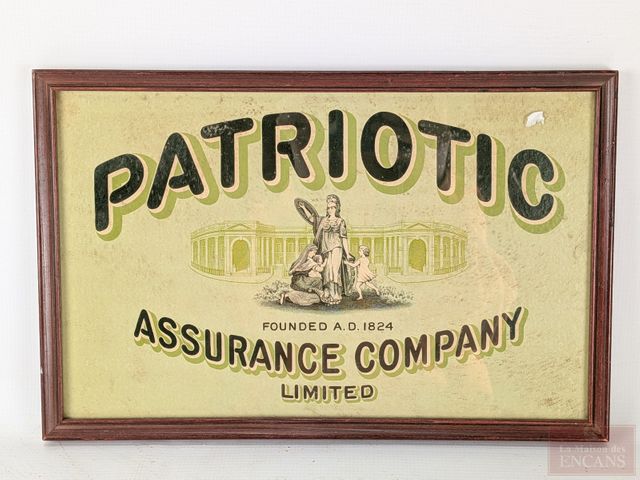 PATRIOTIC
FOUNDED A.D. 1824
ASSURANCE COMPANY
LIMITED
La Maison des
ENCANS